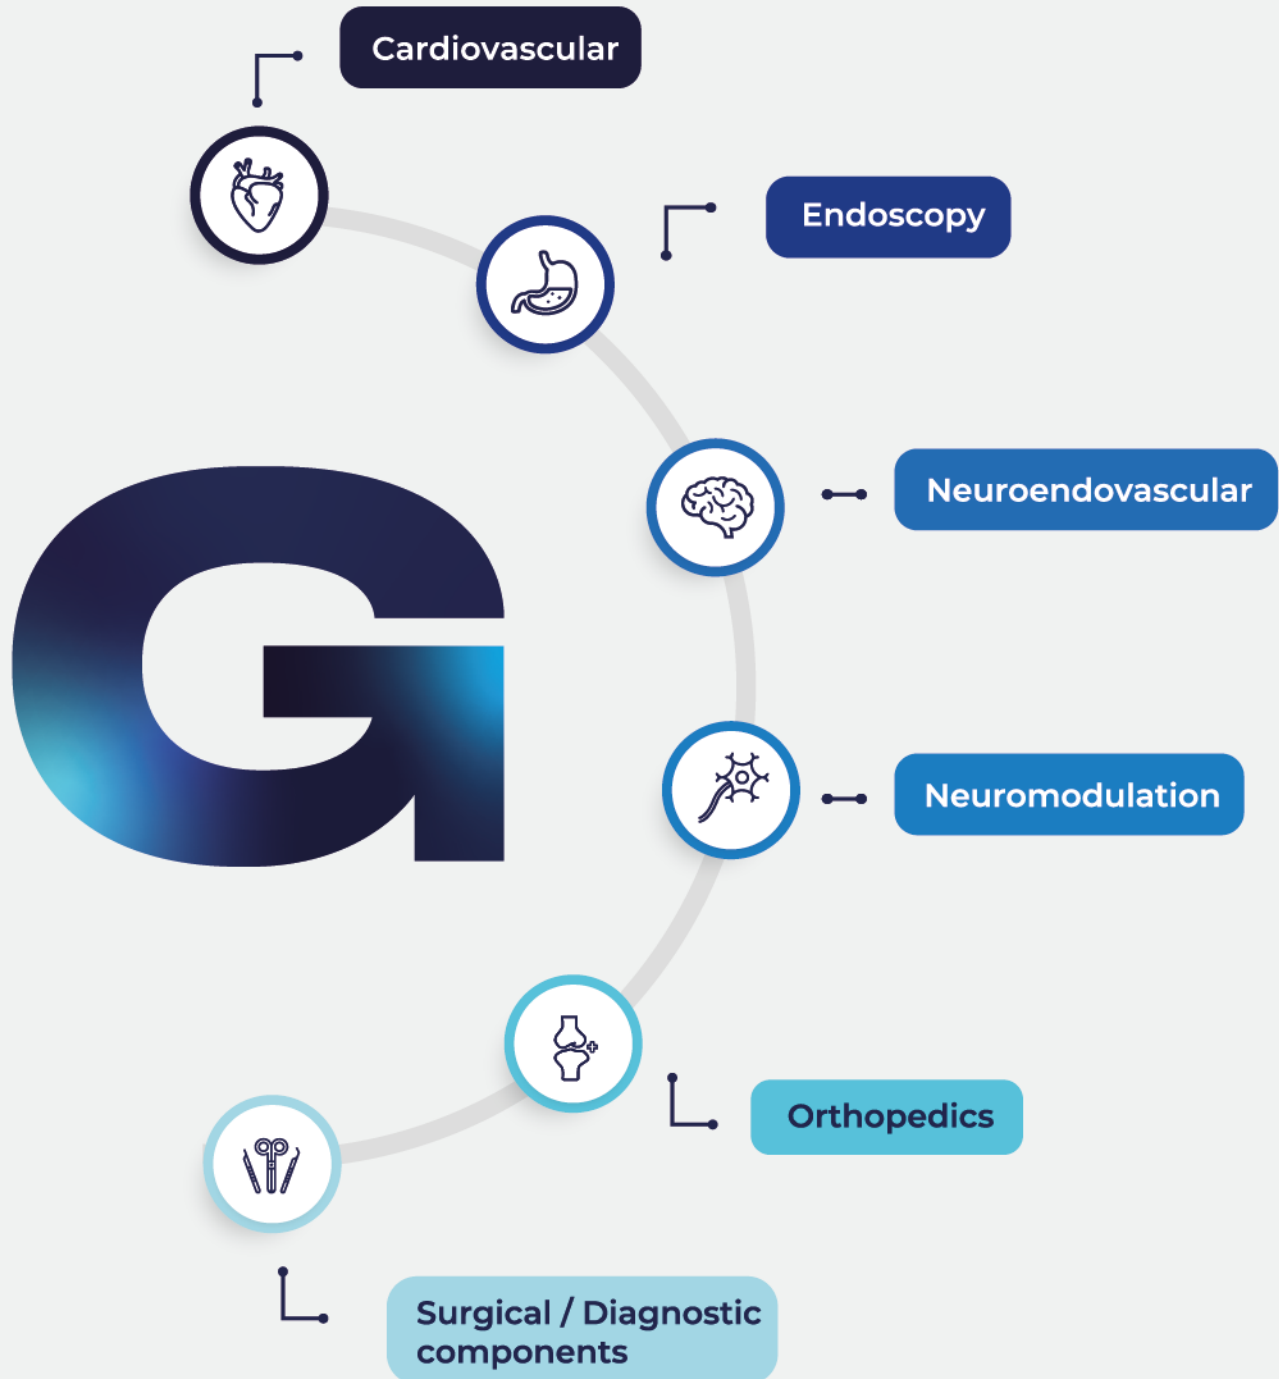 Cardiovascular
Endoscopy
Neuroendovascular
G
Neuromodulation
Orthopedics
Surgical / Diagnostic
components